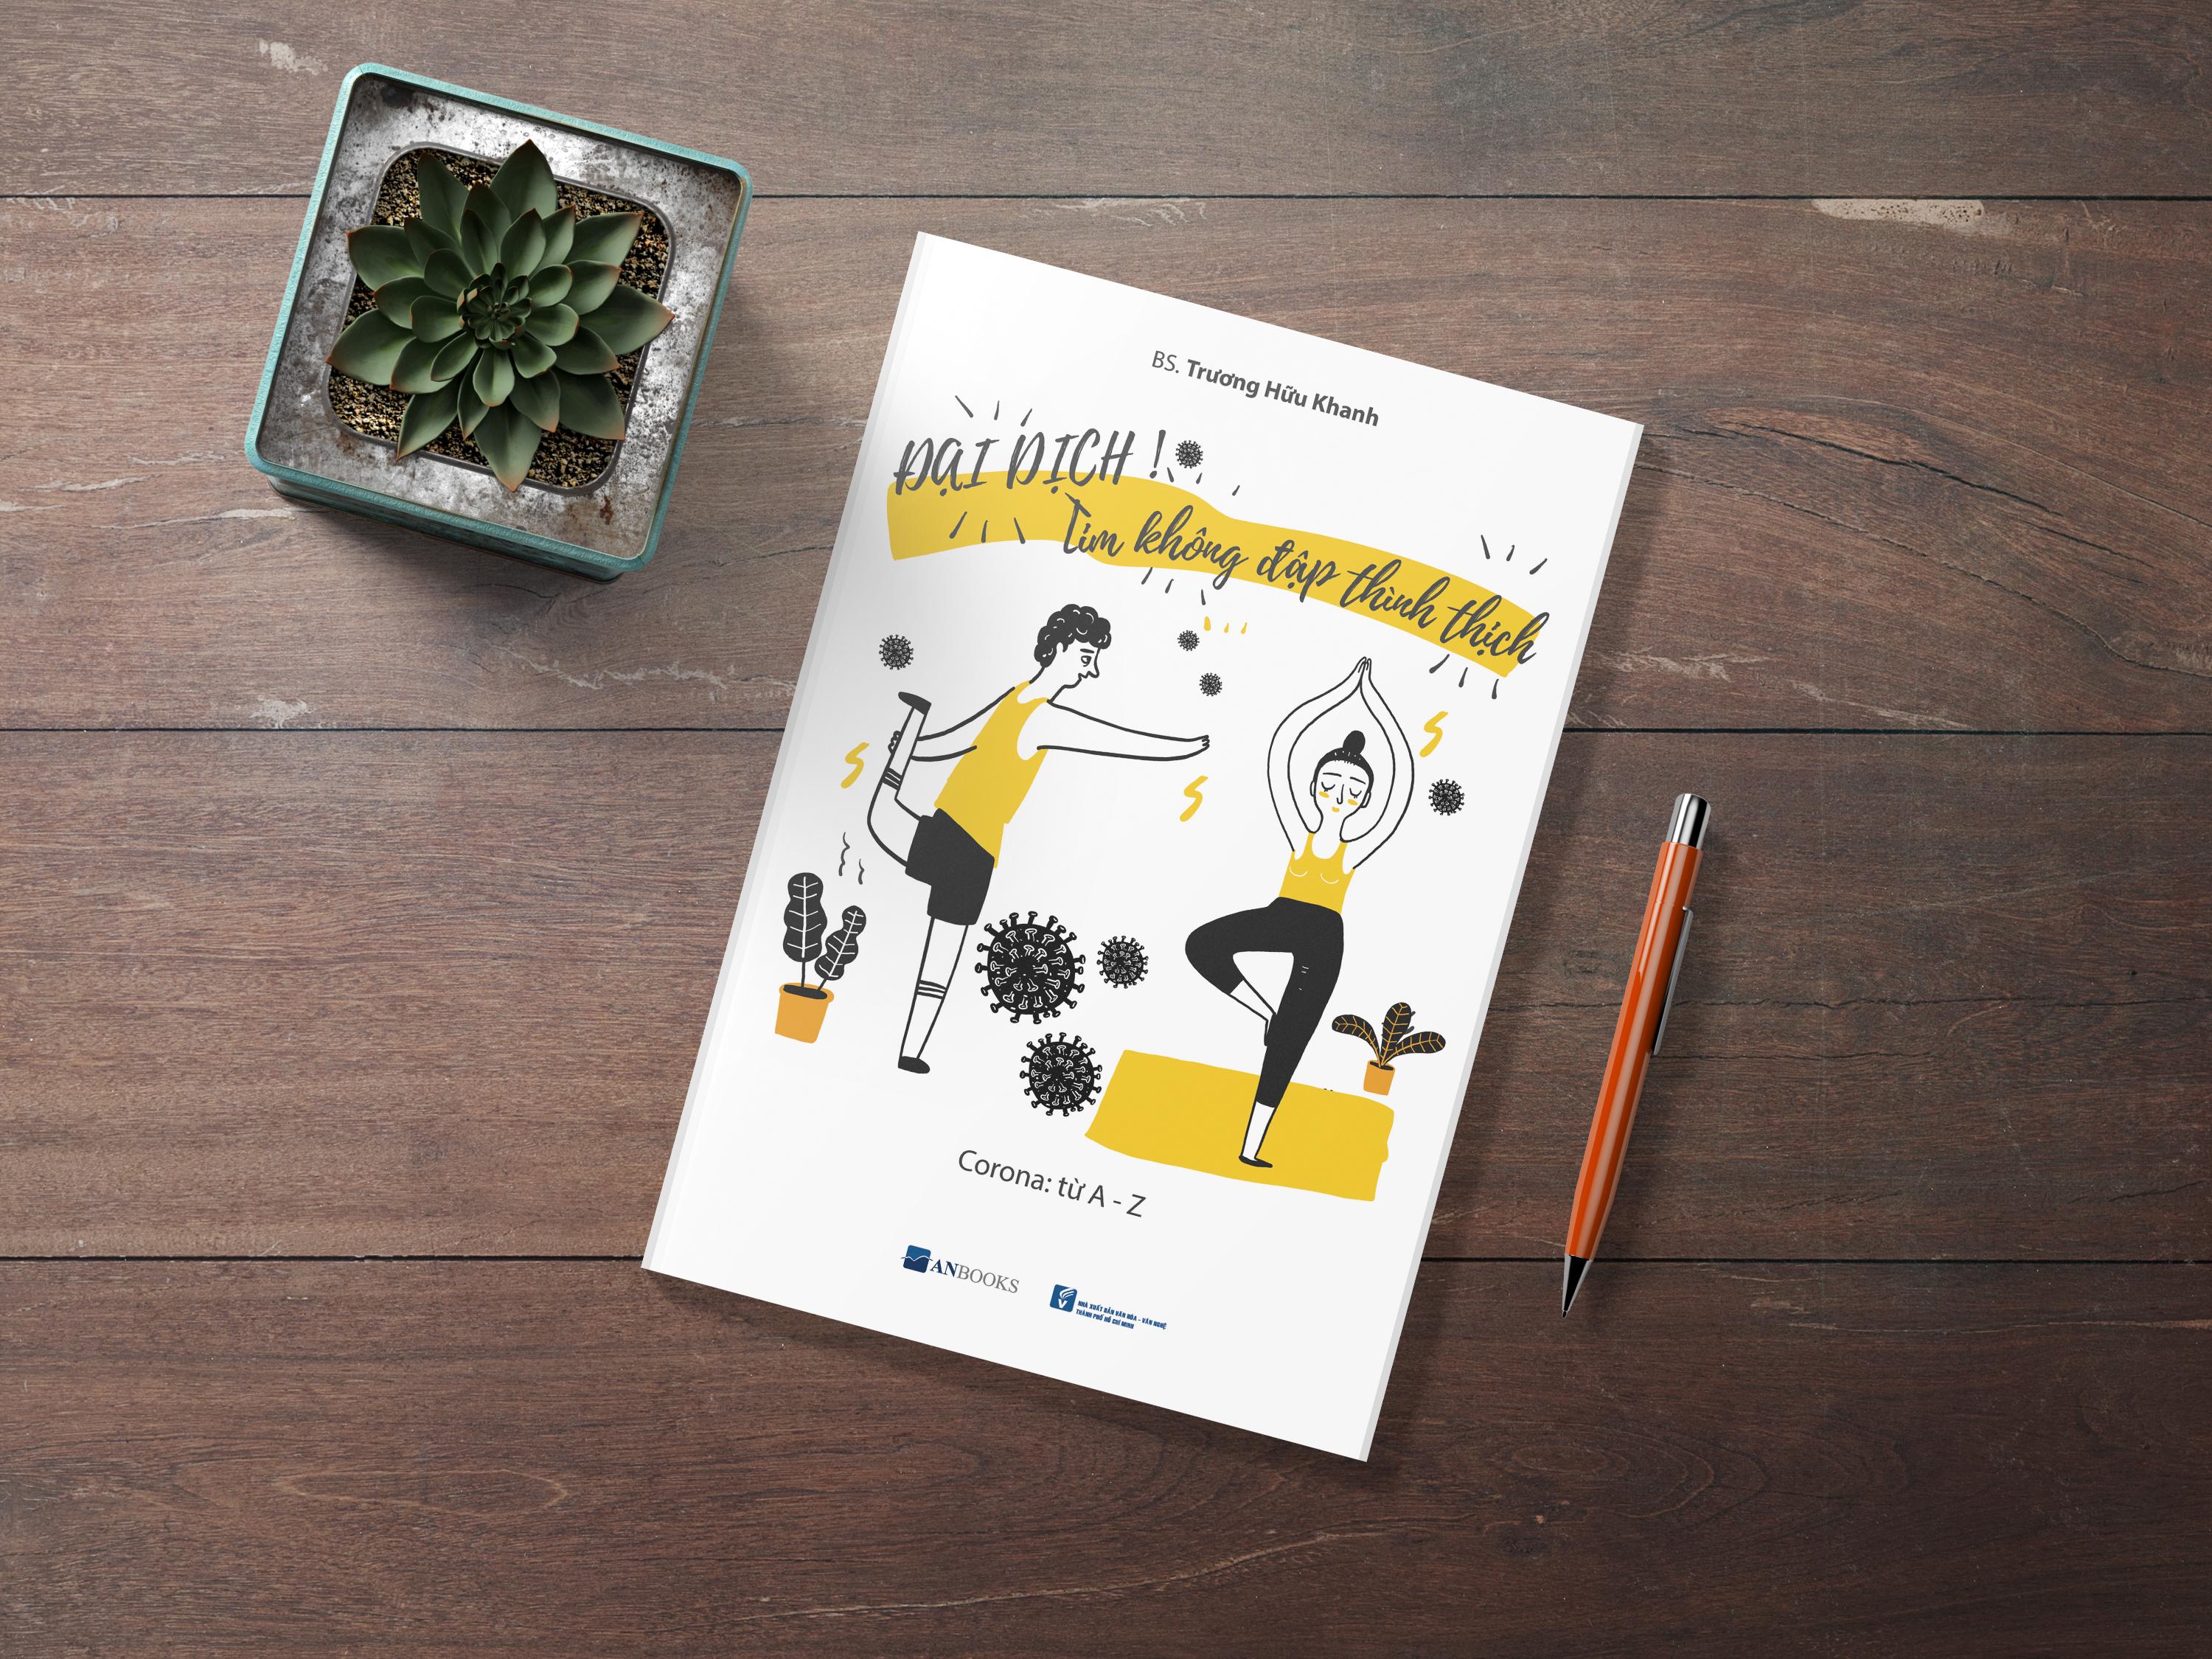 BS. Trương Hữu Khanh
ĐẠI DỊCH !
Tim không đập thình thịch
Corona: từ A - Z
ANBOOKS
NHÀ XUẤT BẢN VĂN HÓA - VĂN NGHỆ
THÀNH PHỐ HỒ CHÍ MINH